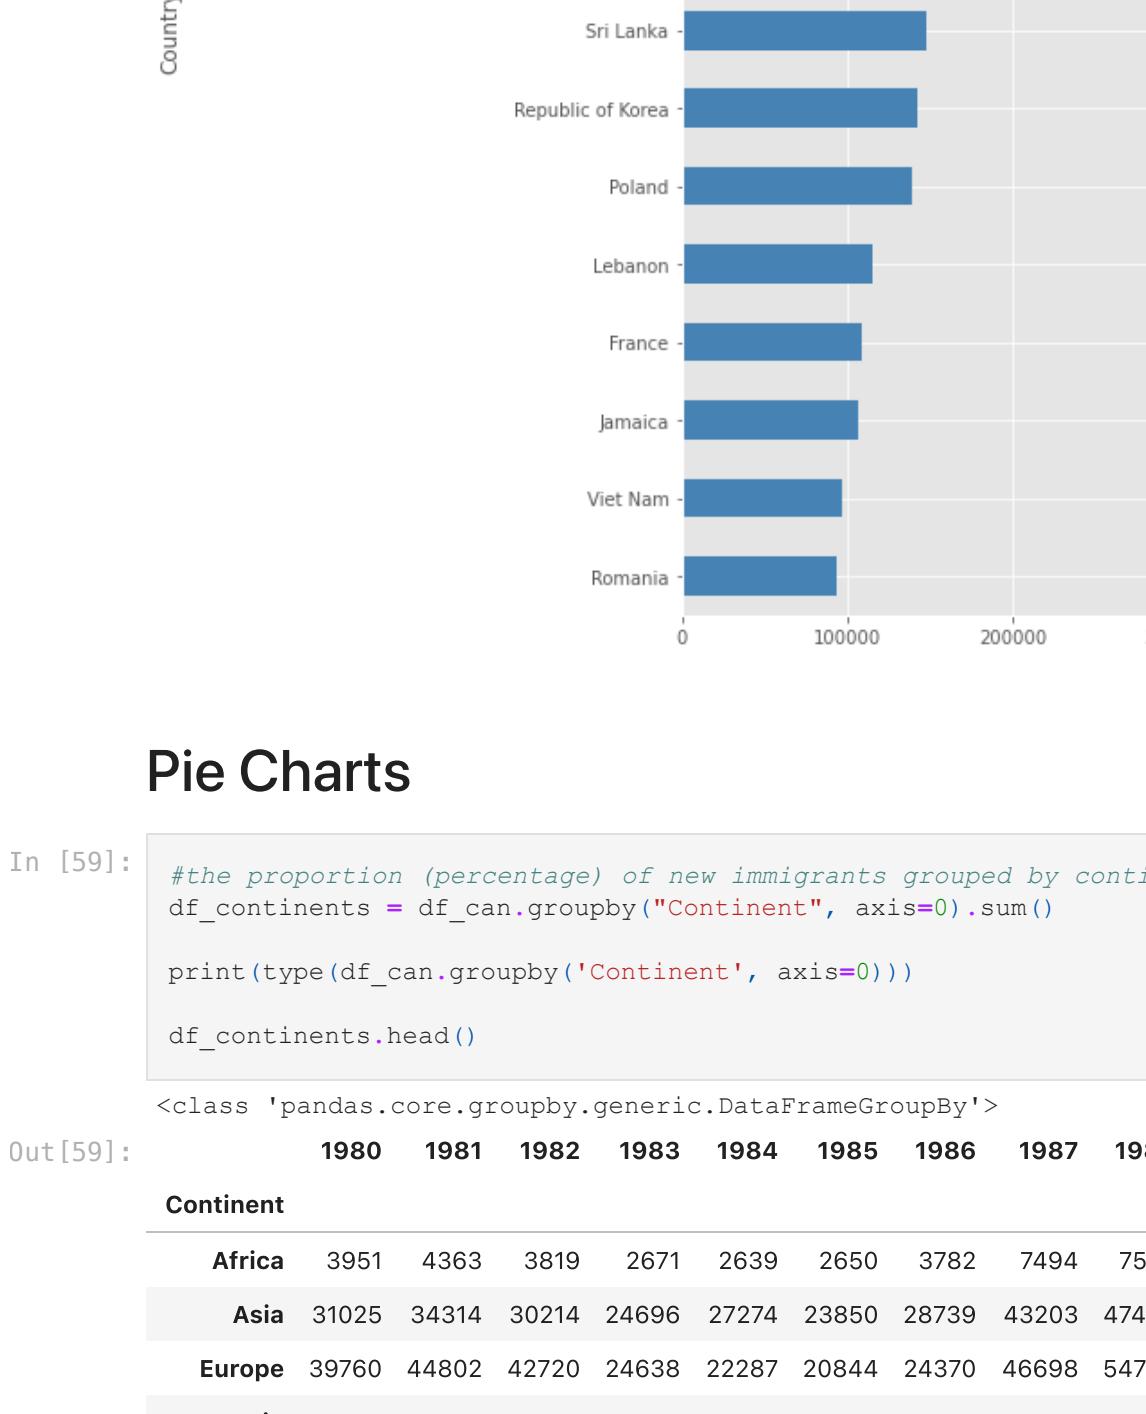 Country
Sri Lanka
Republic of Korea
Poland
Lebanon
France
Jamaica
Viet Nam
Romania
0 100000 200000
Pie Charts
In [59]:
#the proportion (percentage) of new immigrants grouped by conti
df_continents = df_can.groupby("Continent", axis=0).sum()
print(type(df_can.groupby('Continent', axis=0)))
df_continents.head()
<class 'pandas.core.groupby.generic.DataFrameGroupBy'>
Out[59]:
1980 1981 1982 1983 1984 1985 1986 1987 198
Continent
Africa 3951 4363 3819 2671 2639 2650 3782 7494 75
Asia 31025 34314 30214 24696 27274 23850 28739 43203 474
Europe 39760 44802 42720 24638 22287 20844 24370 46698 547